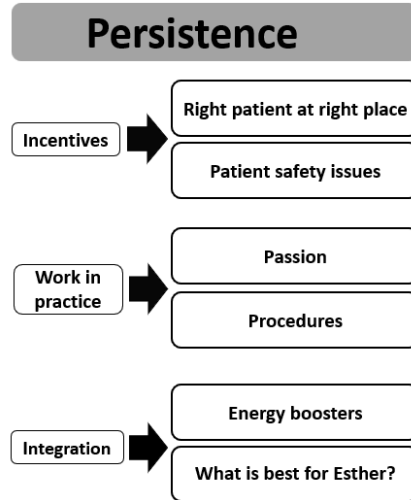 Persistence
Incentives
Right patient at right place
Patient safety issues
Work in
practice
Passion
Procedures
Integration
Energy boosters
What is best for Esther?